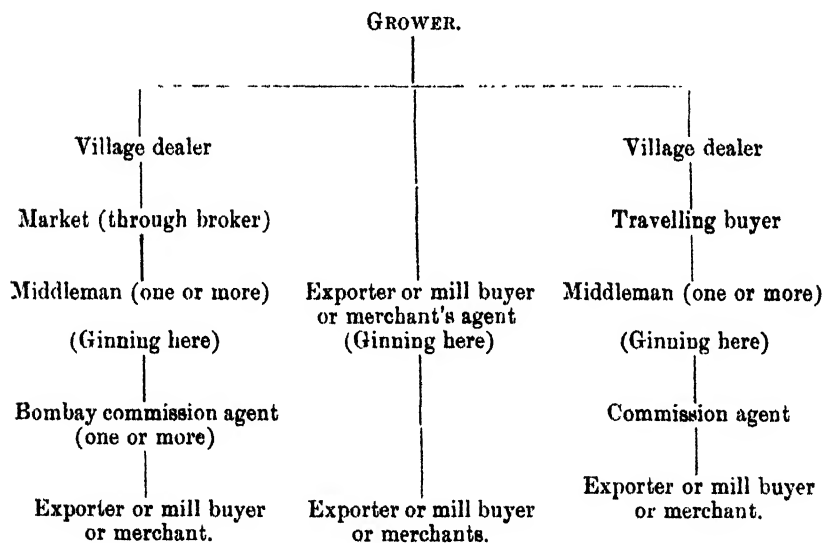 GROWER.
Village dealer
Market (through broker)
Middleman (one or more)
(Ginning here)
Bombay commission agent
(one or more)
Exporter or mill buyer
or merchant.
Exporter or mill buyer
or merchant's agent
(Ginning here)
Exporter or mill buyer
or merchants.
Village dealer
Travelling buyer
Middleman (one or more)
(Ginning here)
Commission agent
Exporter or mill buyer
or merchant.